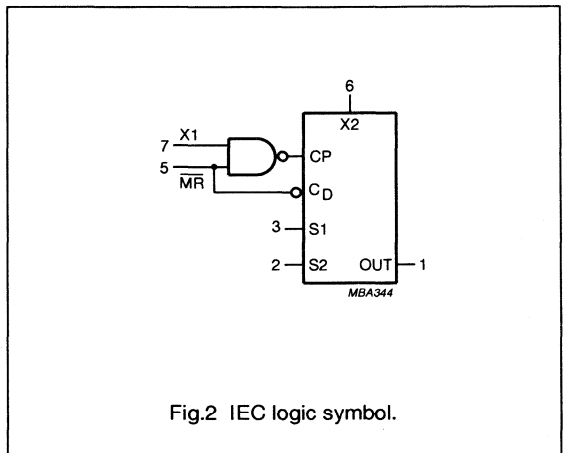 6
X2
7 X1
CP
5 M̅R̅
CD
3 S1
2 S2 OUT 1
MBA344
Fig.2 IEC logic symbol.